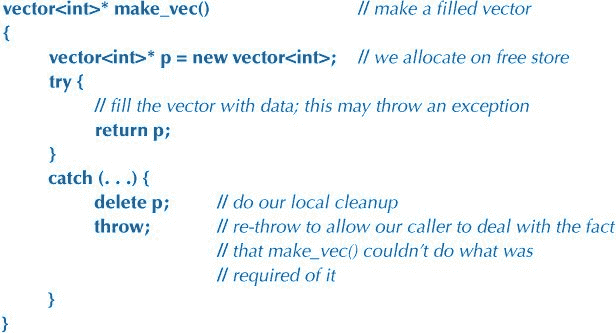 vector<int>* make_vec() // make a filled vector
{
vector<int>* p = new vector<int>; // we allocate on free store
try {
// fill the vector with data; this may throw an exception
return p;
}
catch (. . .) {
delete p; // do our local cleanup
throw; // re-throw to allow our caller to deal with the fact
// that make_vec() couldn’t do what was
// required of it
}
}